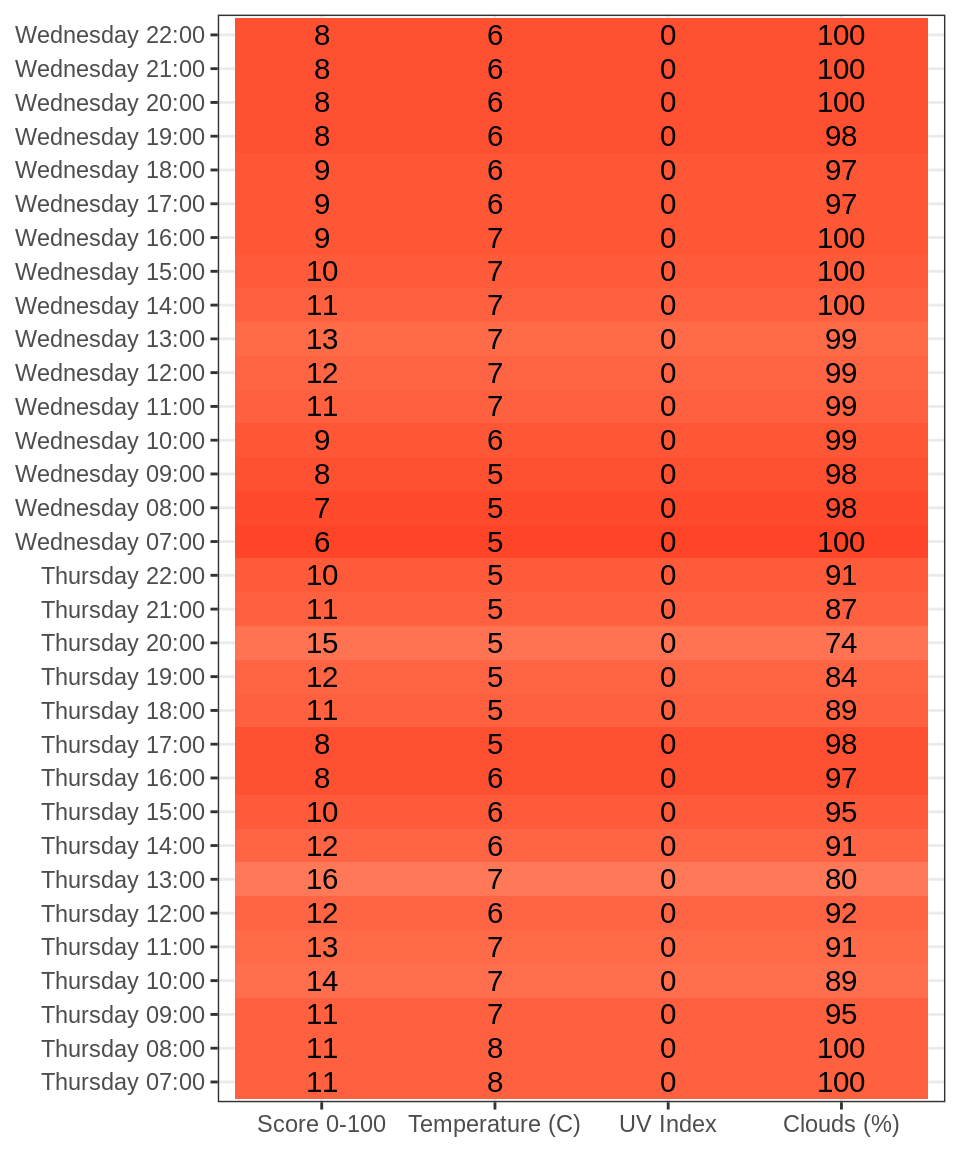 Wednesday 22:00 8 6 0 100
Wednesday 21:00 8 6 0 100
Wednesday 20:00 8 6 0 100
Wednesday 19:00 8 6 0 98
Wednesday 18:00 9 6 0 97
Wednesday 17:00 9 6 0 97
Wednesday 16:00 9 7 0 100
Wednesday 15:00 10 7 0 100
Wednesday 14:00 11 7 0 100
Wednesday 13:00 13 7 0 99
Wednesday 12:00 12 7 0 99
Wednesday 11:00 11 7 0 99
Wednesday 10:00 9 6 0 99
Wednesday 09:00 8 5 0 98
Wednesday 08:00 7 5 0 98
Wednesday 07:00 6 5 0 100
Thursday 22:00 10 5 0 91
Thursday 21:00 11 5 0 87
Thursday 20:00 15 5 0 74
Thursday 19:00 12 5 0 84
Thursday 18:00 11 5 0 89
Thursday 17:00 8 5 0 98
Thursday 16:00 8 6 0 97
Thursday 15:00 10 6 0 95
Thursday 14:00 12 6 0 91
Thursday 13:00 16 7 0 80
Thursday 12:00 12 6 0 92
Thursday 11:00 13 7 0 91
Thursday 10:00 14 7 0 89
Thursday 09:00 11 7 0 95
Thursday 08:00 11 8 0 100
Thursday 07:00 11 8 0 100
Score 0-100 Temperature (C) UV Index Clouds (%)